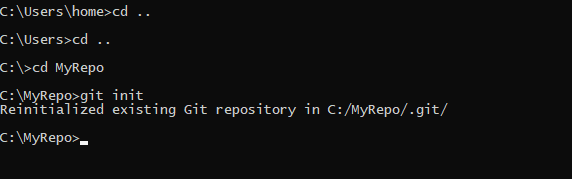 C:\Users\home>cd ..
C:\Users>cd ..
C:\>cd MyRepo
C:\MyRepo>git init
Reinitialized existing Git repository in C:/MyRepo/.git/
C:\MyRepo>